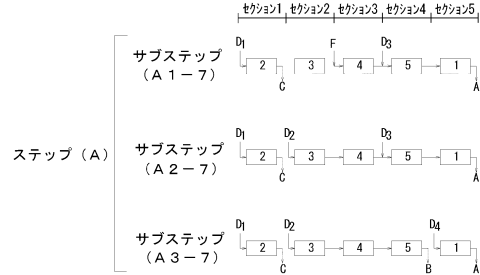 セクション1 セクション2 セクション3 セクション4 セクション5
D1 F D3
サブステップ
(A1-7)
2 3 4 5 1
C A
ステップ(A)
D1 D2 D3
サブステップ
(A2-7)
2 3 4 5 1
C A
D1 D2 D4
サブステップ
(A3-7)
2 3 4 5 1
C B A